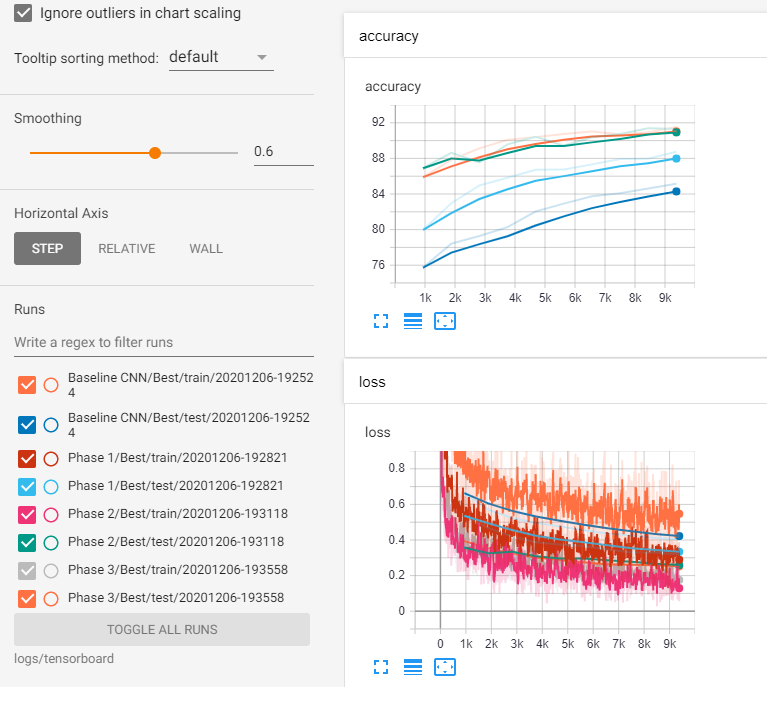 Ignore outliers in chart scaling
Tooltip sorting method: default
Smoothing
0.6
Horizontal Axis
STEP RELATIVE WALL
Runs
Write a regex to filter runs
Baseline CNN/Best/train/20201206-19252
4
Baseline CNN/Best/test/20201206-19252
4
Phase 1/Best/train/20201206-192821
Phase 1/Best/test/20201206-192821
Phase 2/Best/train/20201206-193118
Phase 2/Best/test/20201206-193118
Phase 3/Best/train/20201206-193558
Phase 3/Best/test/20201206-193558
TOGGLE ALL RUNS
logs/tensorboard
accuracy
accuracy
92
88
84
80
76
1k 2k 3k 4k 5k 6k 7k 8k 9k
loss
loss
0.8
0.6
0.4
0.2
0
0 1k 2k 3k 4k 5k 6k 7k 8k 9k